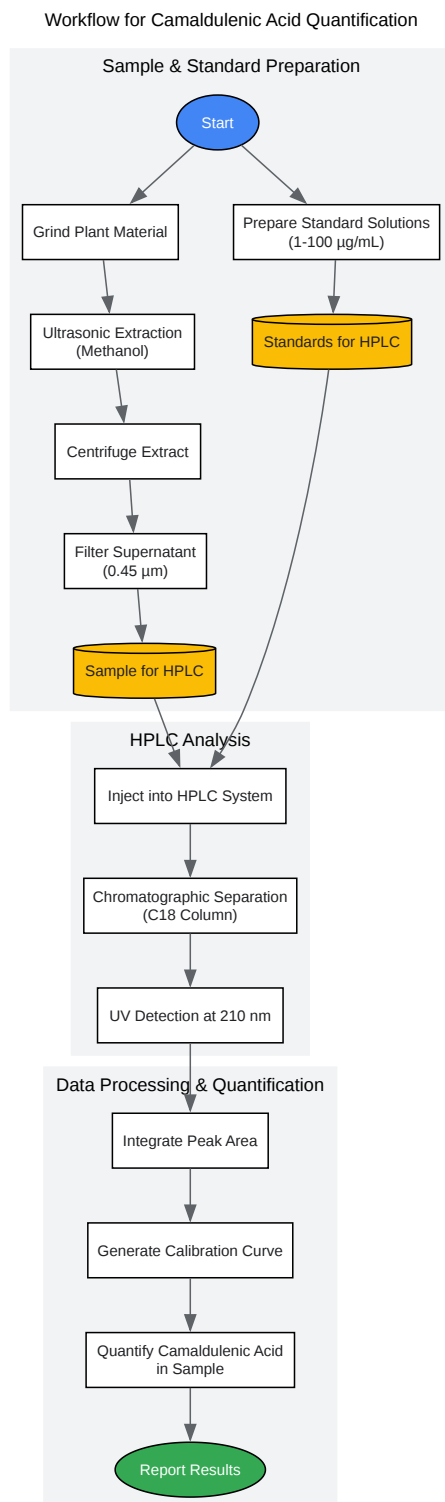 Workflow for Camaldulenic Acid Quantification
Sample & Standard Preparation
Start
Grind Plant Material
Prepare Standard Solutions
(1-100 µg/mL)
Ultrasonic Extraction
(Methanol)
Standards for HPLC
Centrifuge Extract
Filter Supernatant
(0.45 µm)
Sample for HPLC
HPLC Analysis
Inject into HPLC System
Chromatographic Separation
(C18 Column)
UV Detection at 210 nm
Data Processing & Quantification
Integrate Peak Area
Generate Calibration Curve
Quantify Camaldulenic Acid
in Sample
Report Results